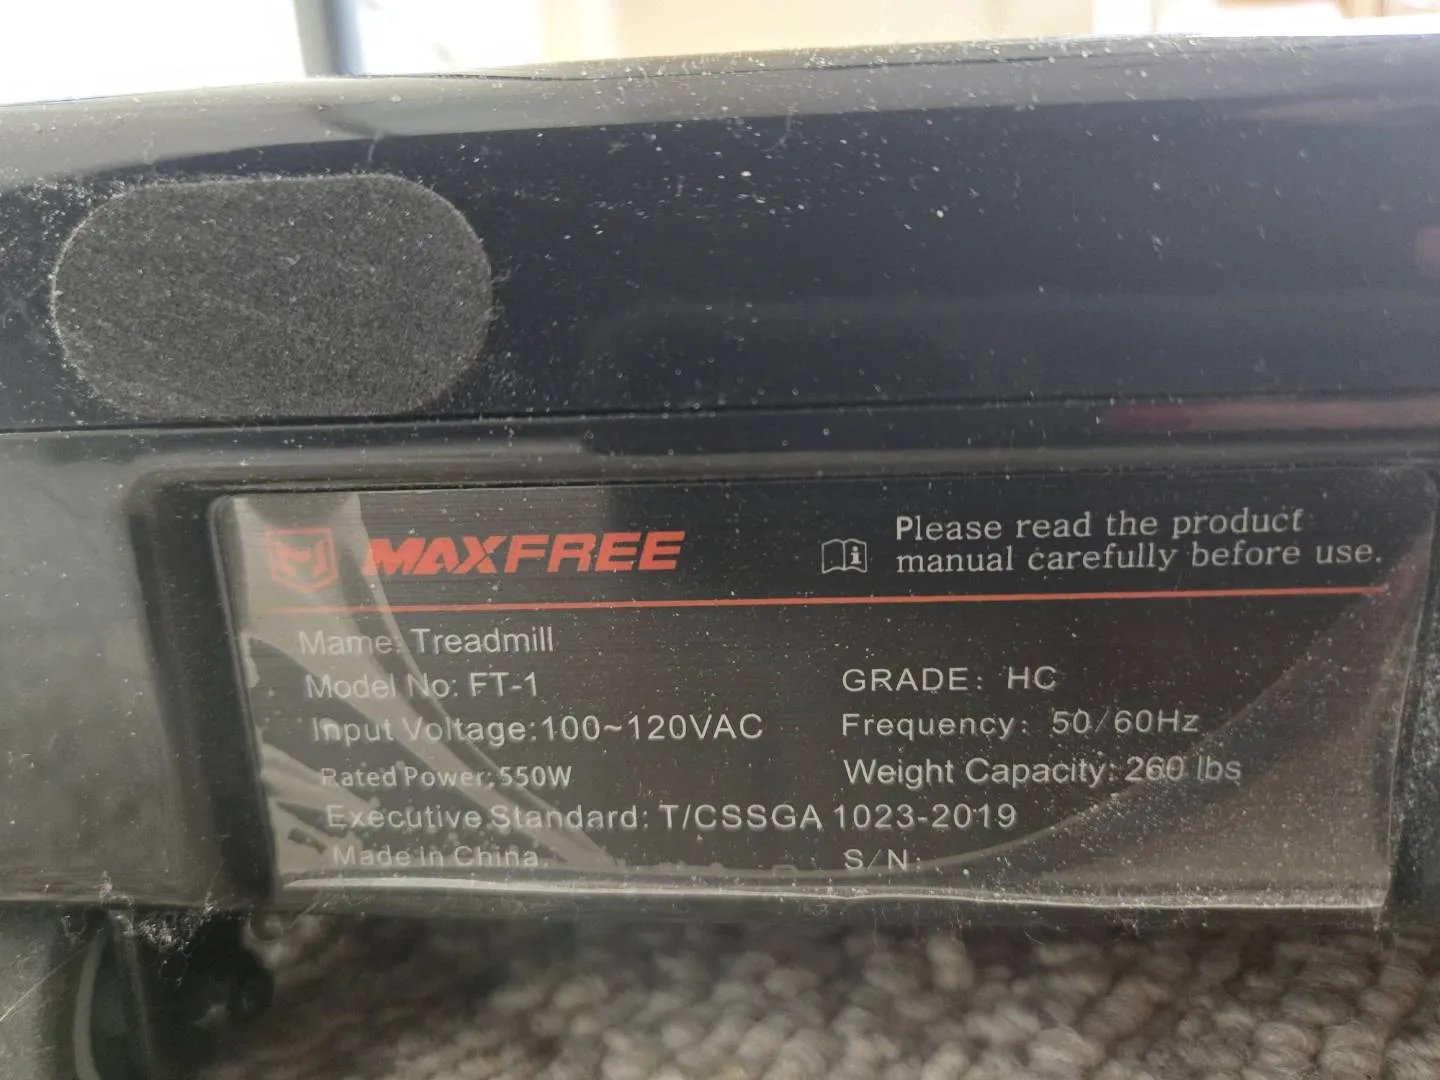 MAXFREE
Please read the product
manual carefully before use.
Mame: Treadmill
Model No: FT-1
GRADE: HC
Input Voltage:100~120VAC
Frequency: 50/60Hz
Rated Power:550W
Weight Capacity: 260 lbs
Executive Standard: T/CSSGA 1023-2019
Made In China.
S/N: